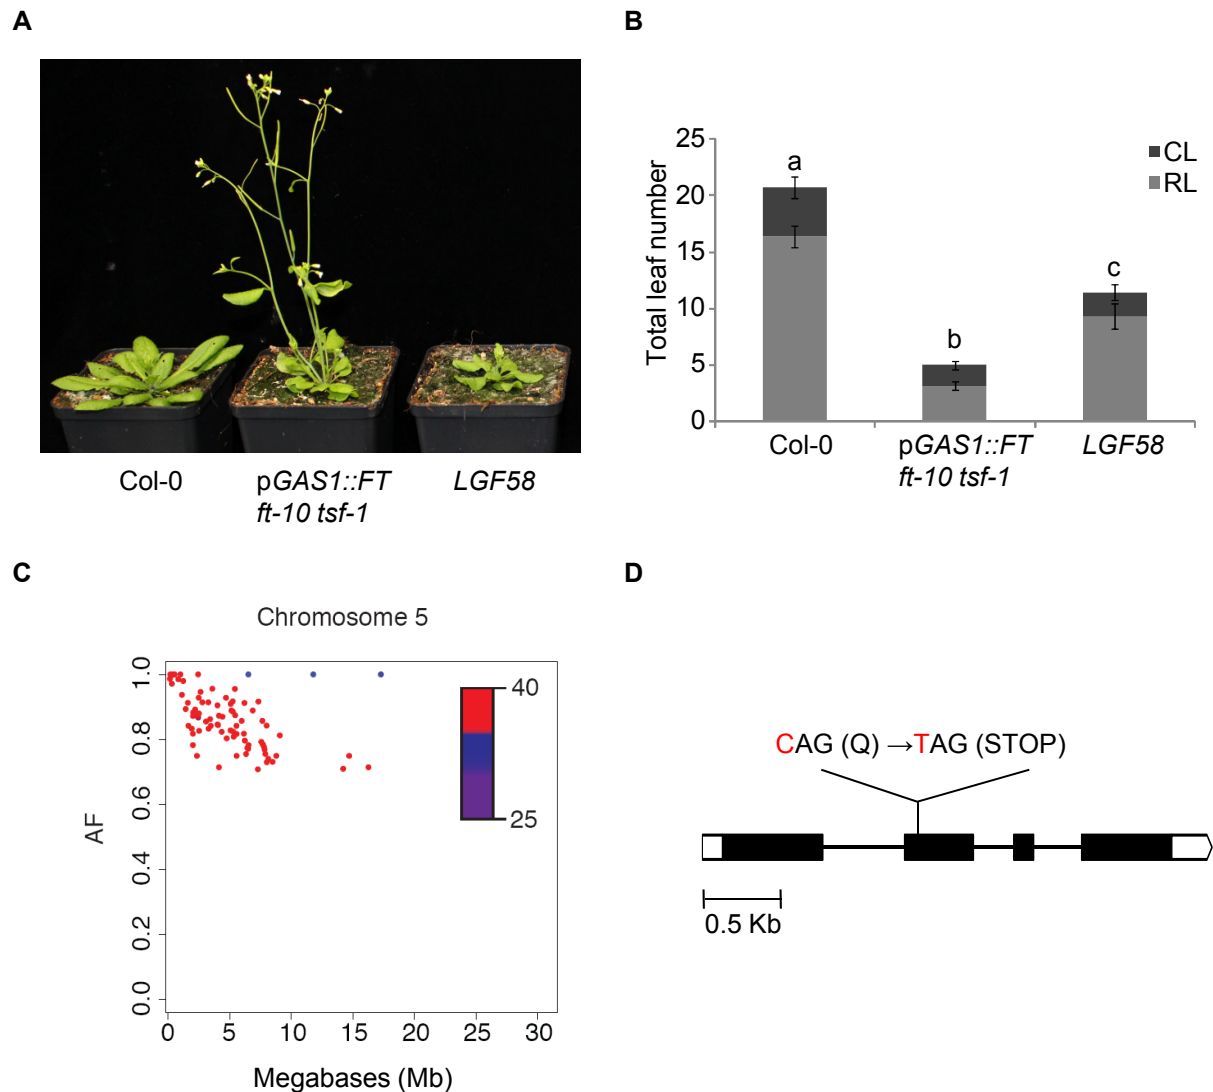 A
Col-0
pGAS1::FT
ft-10 tsf-1
LGF58
B
Total leaf number
25
20
15
10
5
0
a
b
c
CL
RL
Col-0
pGAS1::FT
ft-10 tsf-1
LGF58
C
Chromosome 5
AF
1.0
0.8
0.6
0.4
0.2
0.0
40
25
0 5 10 15 20 25 30
Megabases (Mb)
D
CAG (Q) →TAG (STOP)
0.5 Kb